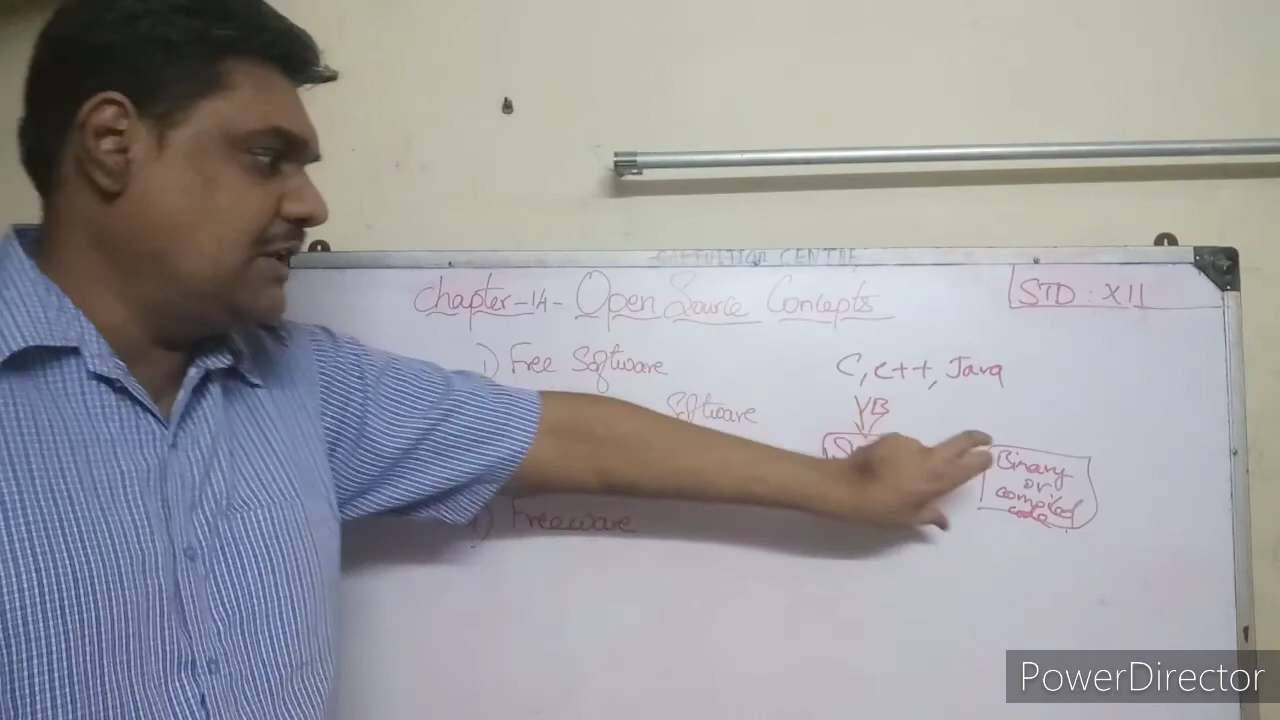 Chapter-14- Open Source Concepts
STD: XII
1) Free Software
Software
4) Freeware
C, C++, Java
VB
Binary
or
compiled
code
PowerDirector